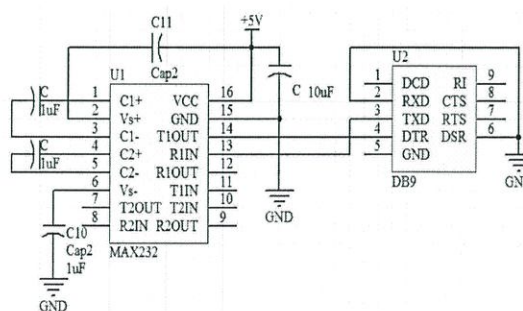 C11
+5V
Cap2
U1
U2
C
1uF
C
1uF
C 10uF
1 C1+ VCC 16
2 Vs+ GND 15
3 C1- T1OUT 14
4 C2+ R1IN 13
5 C2- R1OUT 12
6 Vs- T1IN 11
7 T2OUT T2IN 10
8 R2IN R2OUT 9
MAX232
C10
Cap2
1uF
GND
GND
1 DCD RI 9
2 RXD CTS 8
3 TXD RTS 7
4 DTR DSR 6
5 GND
DB9
GND